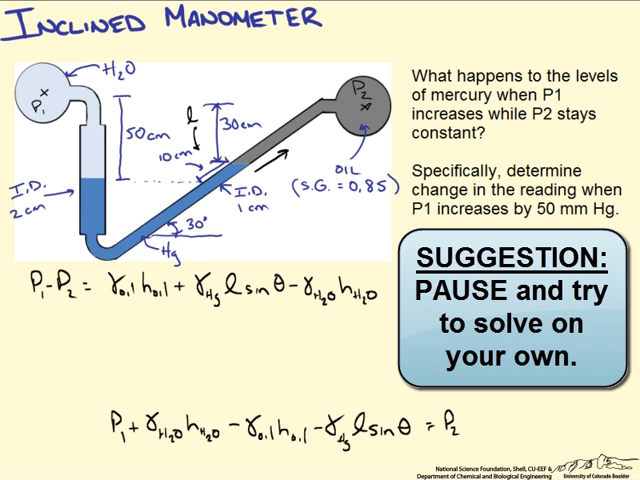 INCLINED MANOMETER
H₂O
P₁
P₂
50cm
l
30cm
10cm
I.D.
2 cm
I.D.
1 cm
OIL
(S.G. = 0,85)
30°
Hg
What happens to the levels
of mercury when P1
increases while P2 stays
constant?
Specifically, determine
change in the reading when
P1 increases by 50 mm Hg.
SUGGESTION:
PAUSE and try
to solve on
your own.
P₁ - P₂ = γoil hoil + γHg l sin θ - γH₂O hH₂O
P₁ + γH₂O hH₂O - γoil hoil - γHg l sin θ = P₂
National Science Foundation, Shell, CU-EEF &
Department of Chemical and Biological Engineering
University of Colorado Boulder